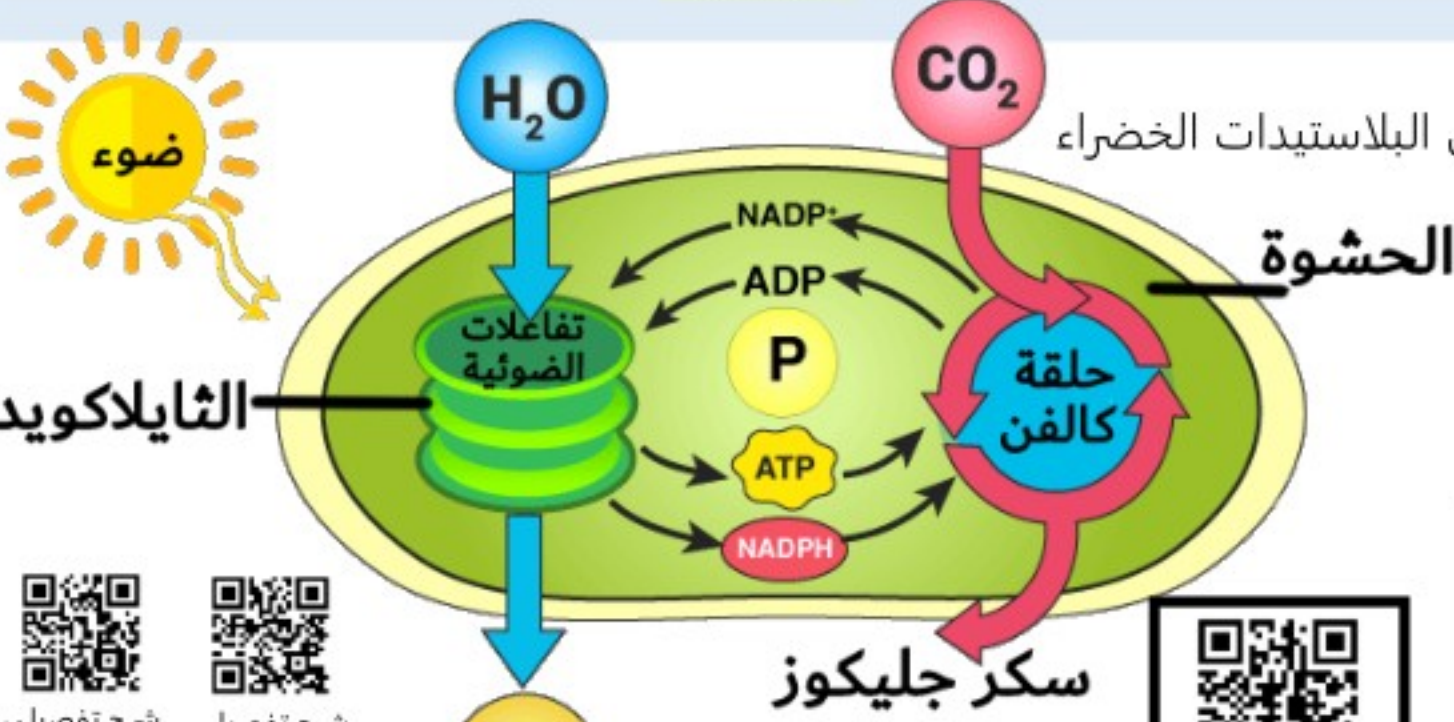 H₂O
CO₂
ضوء
البلاستيدات الخضراء
NADP⁺
الحشوة
ADP
تفاعلات
الضوئية
P
حلقة
كالفن
الثايلاكويد
ATP
NADPH
سكر جليكوز